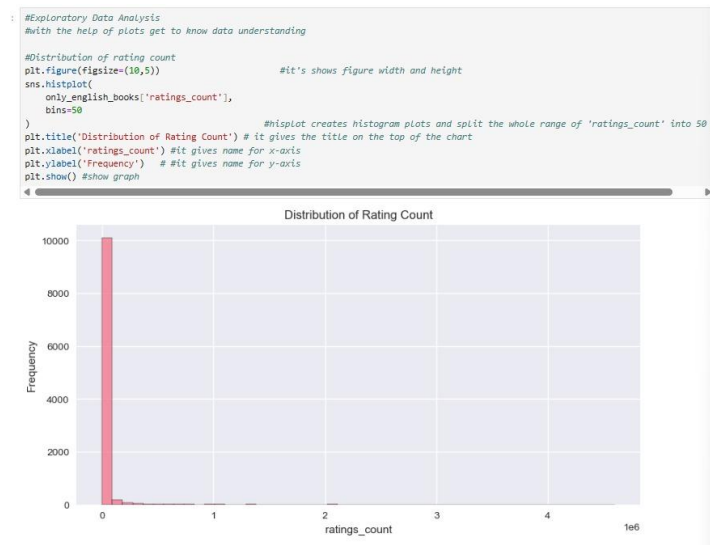 #Exploratory Data Analysis
#with the help of plots get to know data understanding
#Distribution of rating count
plt.figure(figsize=(10,5)) #it's shows figure width and height
sns.histplot(
only_english_books['ratings_count'],
bins=50
) #hisplot creates histogram plots and split the whole range of 'ratings_count' into 50
plt.title('Distribution of Rating Count') # it gives the title on the top of the chart
plt.xlabel('ratings_count') #it gives name for x-axis
plt.ylabel('Frequency') # #it gives name for y-axis
plt.show() #show graph
Distribution of Rating Count
10000
8000
6000
4000
2000
0
Frequency
0 1 2 3 4
1e6
ratings_count